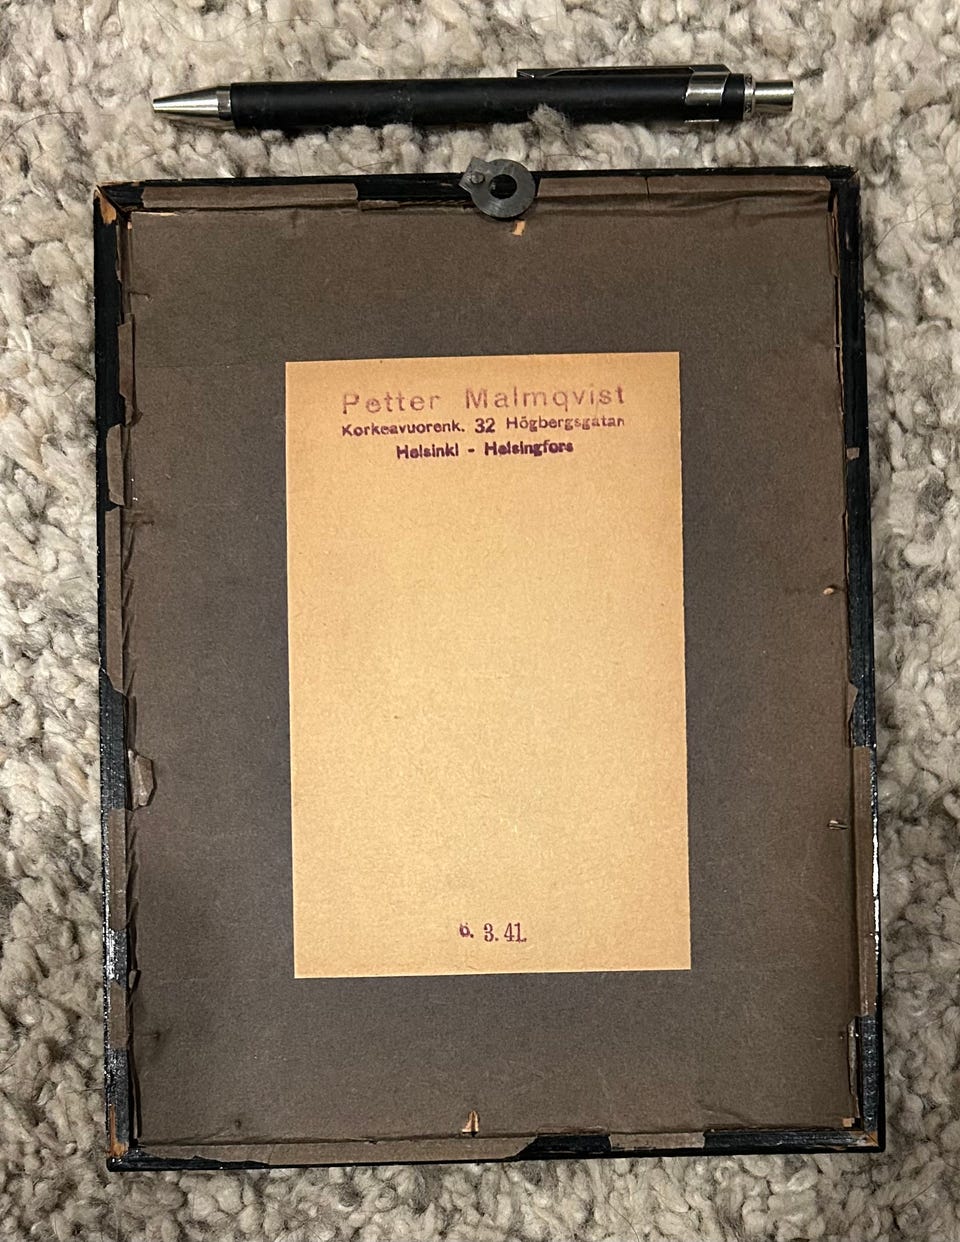 Petter Malmqvist
Korkeavuorenk. 32 Högbergsgatan
Helsinki - Helsingfors
6. 3. 41.